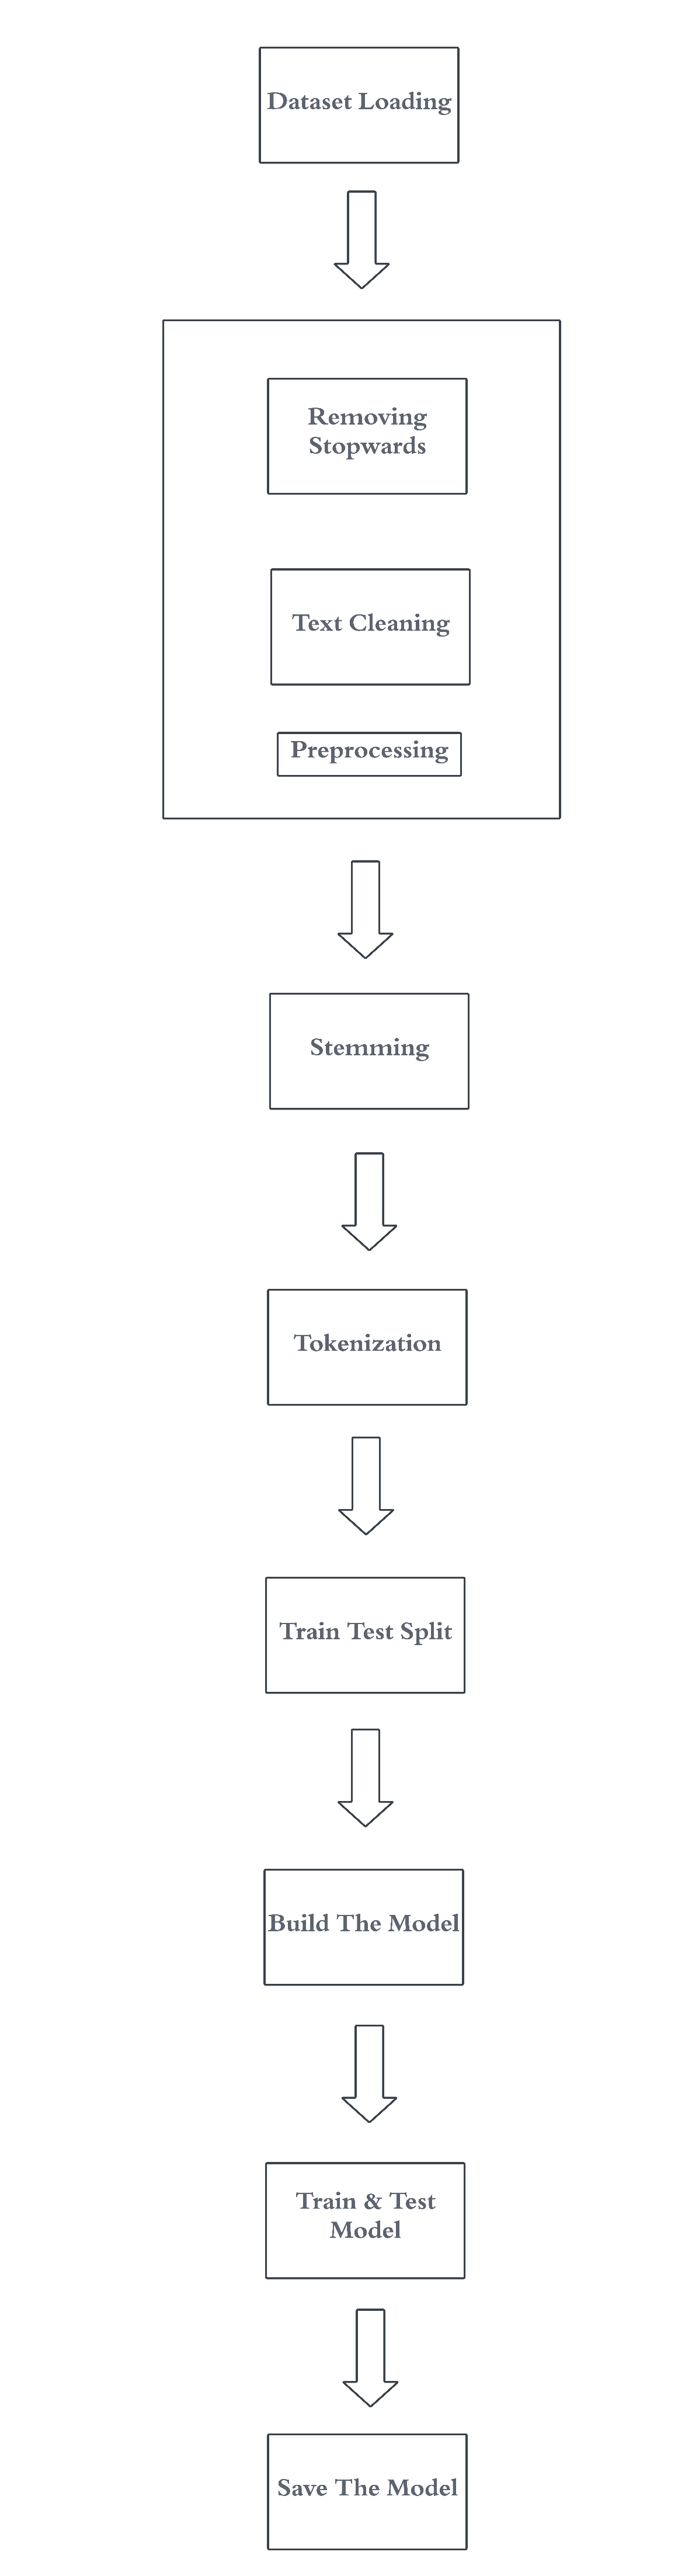 Dataset Loading
Removing
Stopwards
Text Cleaning
Preprocessing
Stemming
Tokenization
Train Test Split
Build The Model
Train & Test
Model
Save The Model